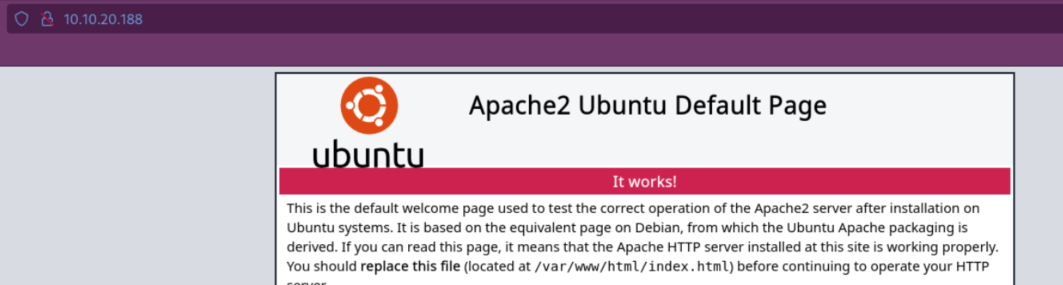 10.10.20.188
Apache2 Ubuntu Default Page
ubuntu
It works!
This is the default welcome page used to test the correct operation of the Apache2 server after installation on
Ubuntu systems. It is based on the equivalent page on Debian, from which the Ubuntu Apache packaging is
derived. If you can read this page, it means that the Apache HTTP server installed at this site is working properly.
You should replace this file (located at /var/www/html/index.html) before continuing to operate your HTTP
server.